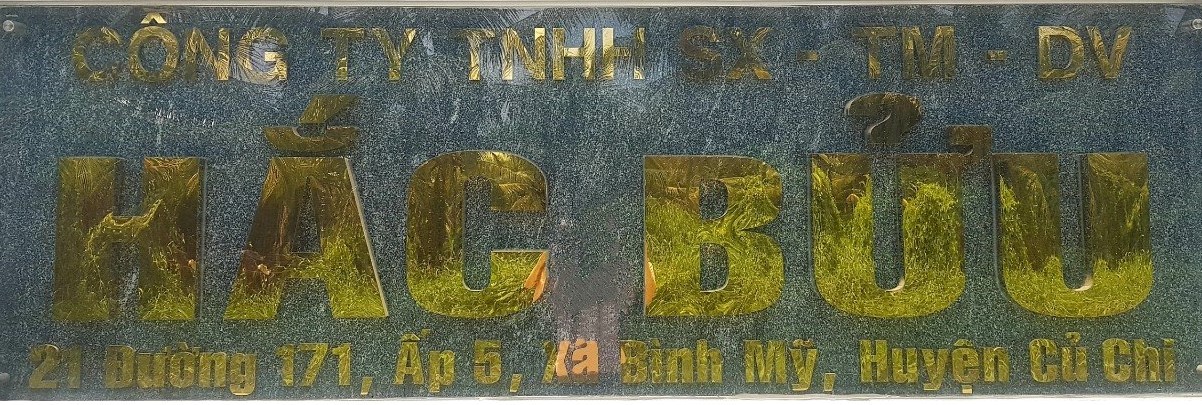 CÔNG TY TNHH SX - TM - DV
HẮC BỬU
21 Đường 171, Ấp 5, Xã Bình Mỹ, Huyện Củ Chi